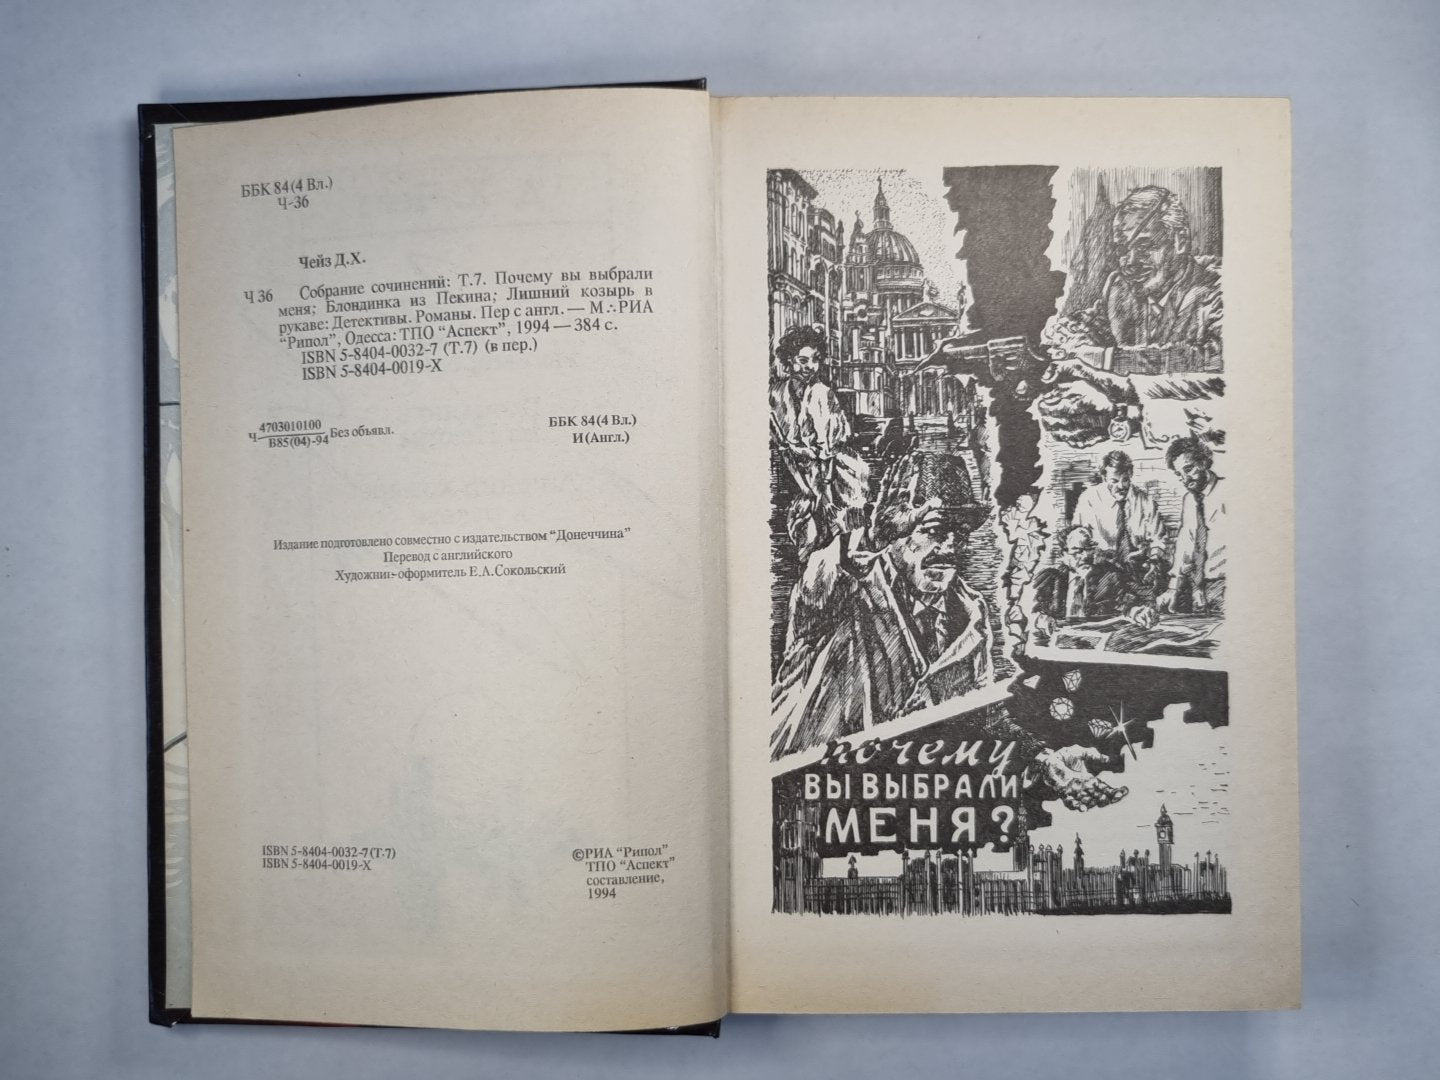 ББК 84(4 Вл.)
Ч-36
Чейз Д.Х.
Ч 36 Собрание сочинений: Т.7. Почему вы выбрали
меня; Блондинка из Пекина; Лишний козырь в
рукаве: Детективы. Романы. Пер с англ. — М.: РИА
“Рипол”, Одесса: ТПО “Аспект”, 1994 — 384 с.
ISBN 5-8404-0032-7 (Т.7) (в пер.)
ISBN 5-8404-0019-X
Ч 4703010100
В85(04)-94 Без объявл.
ББК 84(4 Вл.)
И(Англ.)
Издание подготовлено совместно с издательством “Донеччина”
Перевод с английского
Художник-оформитель Е.А.Сокольский
ISBN 5-8404-0032-7(Т.7)
ISBN 5-8404-0019-X
©РИА “Рипол”
ТПО “Аспект”
составление,
1994
почему
ВЫ ВЫБРАЛИ
МЕНЯ?